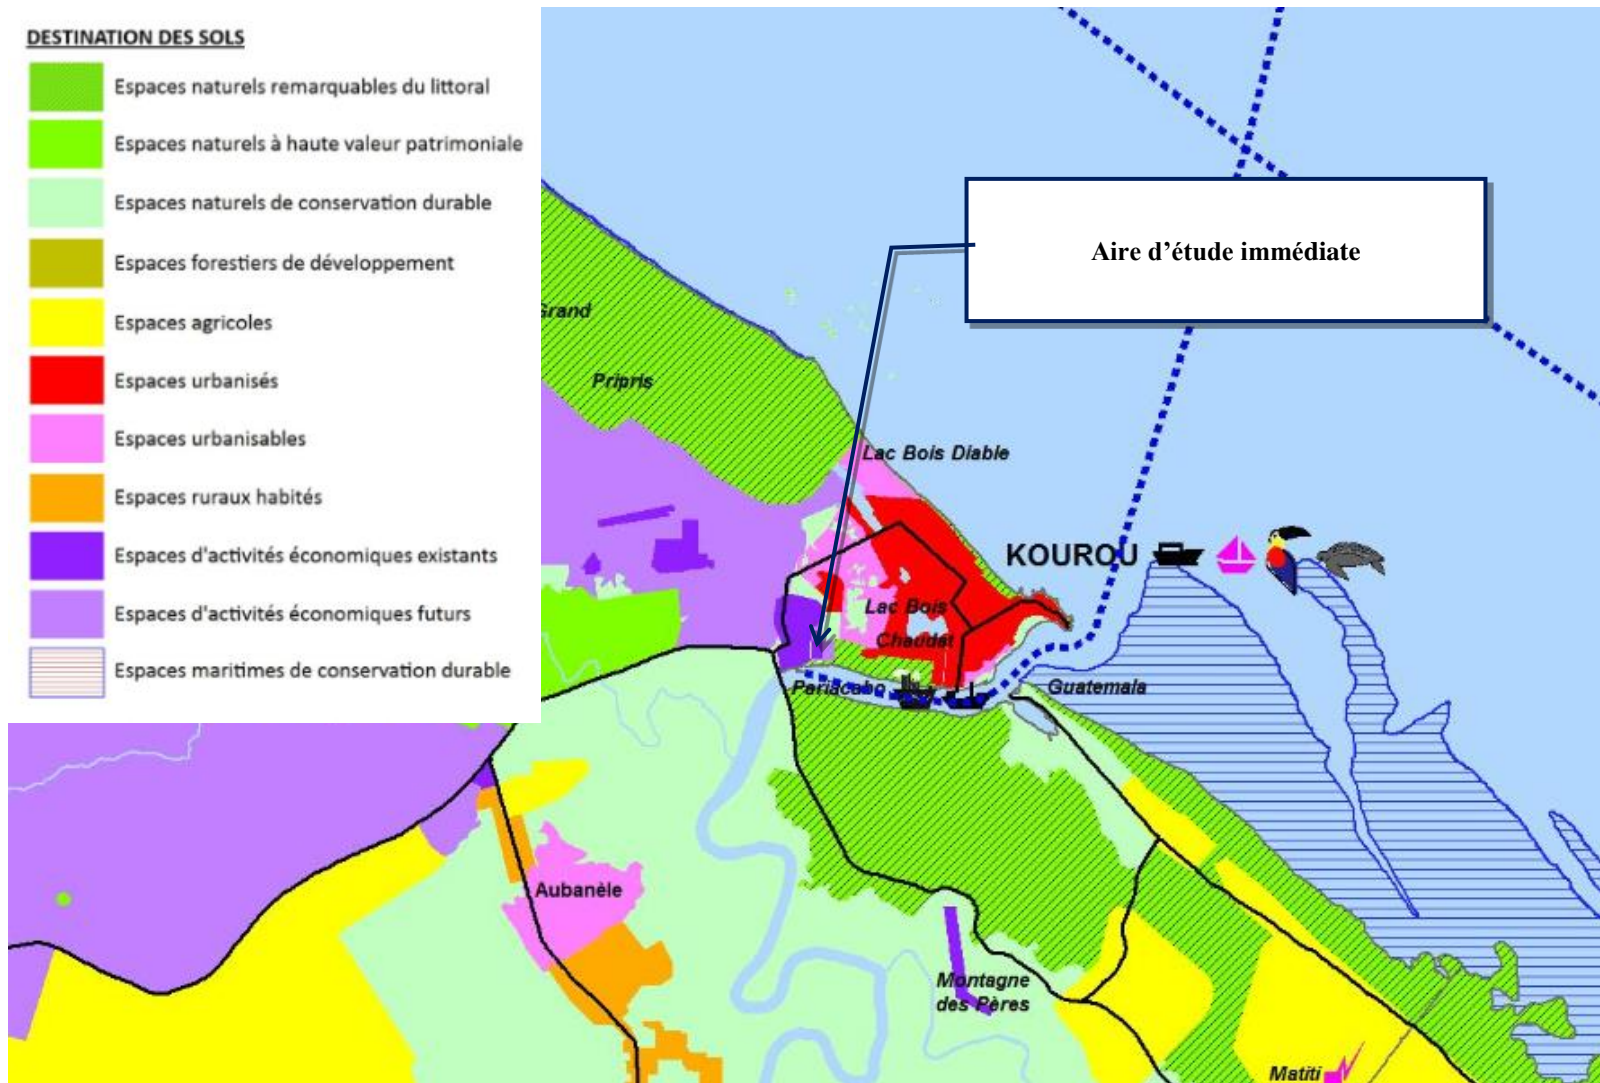 DESTINATION DES SOLS
Espaces naturels remarquables du littoral
Espaces naturels à haute valeur patrimoniale
Espaces naturels de conservation durable
Espaces forestiers de développement
Espaces agricoles
Espaces urbanisés
Espaces urbanisables
Espaces ruraux habités
Espaces d'activités économiques existants
Espaces d'activités économiques futurs
Espaces maritimes de conservation durable
Aire d’étude immédiate
Grand
Pripris
Lac Bois Diable
KOUROU
Lac Bois
Chaudat
Pariacabo
Guatemala
Aubanèle
Montagne
des Pères
Matiti